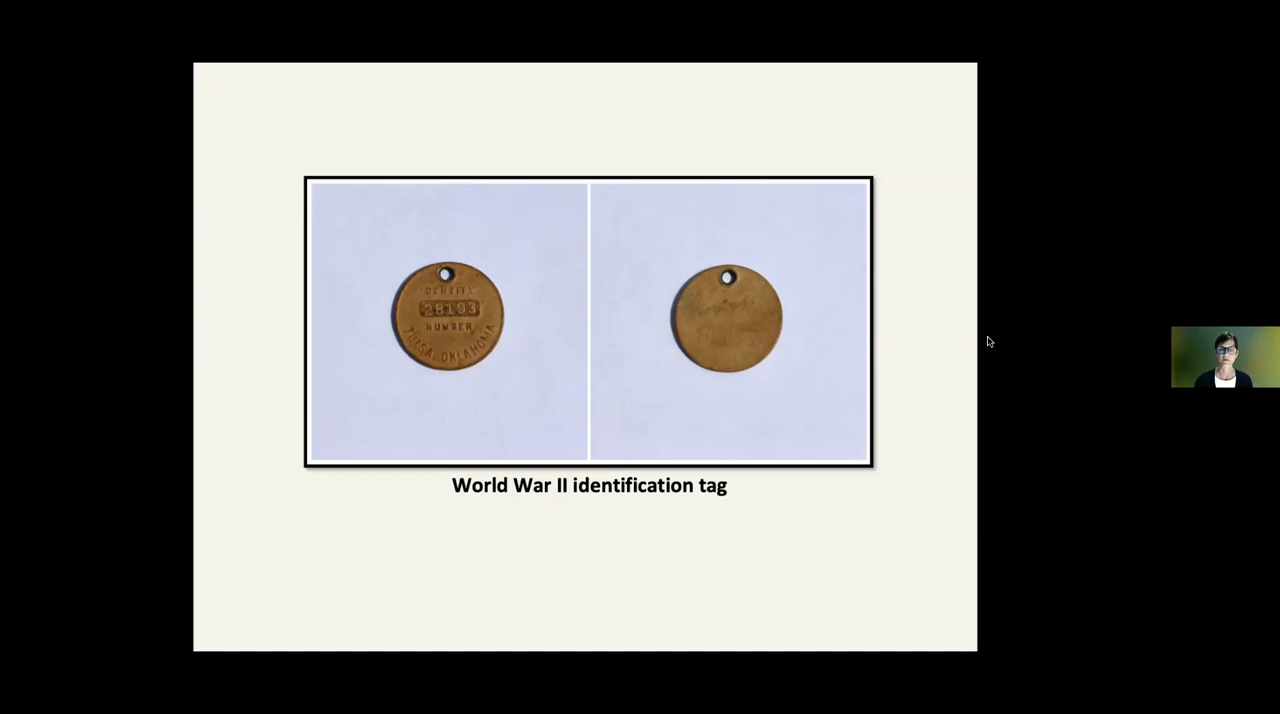 IDENTITY
28103
NUMBER
TULSA, OKLAHOMA
World War II identification tag